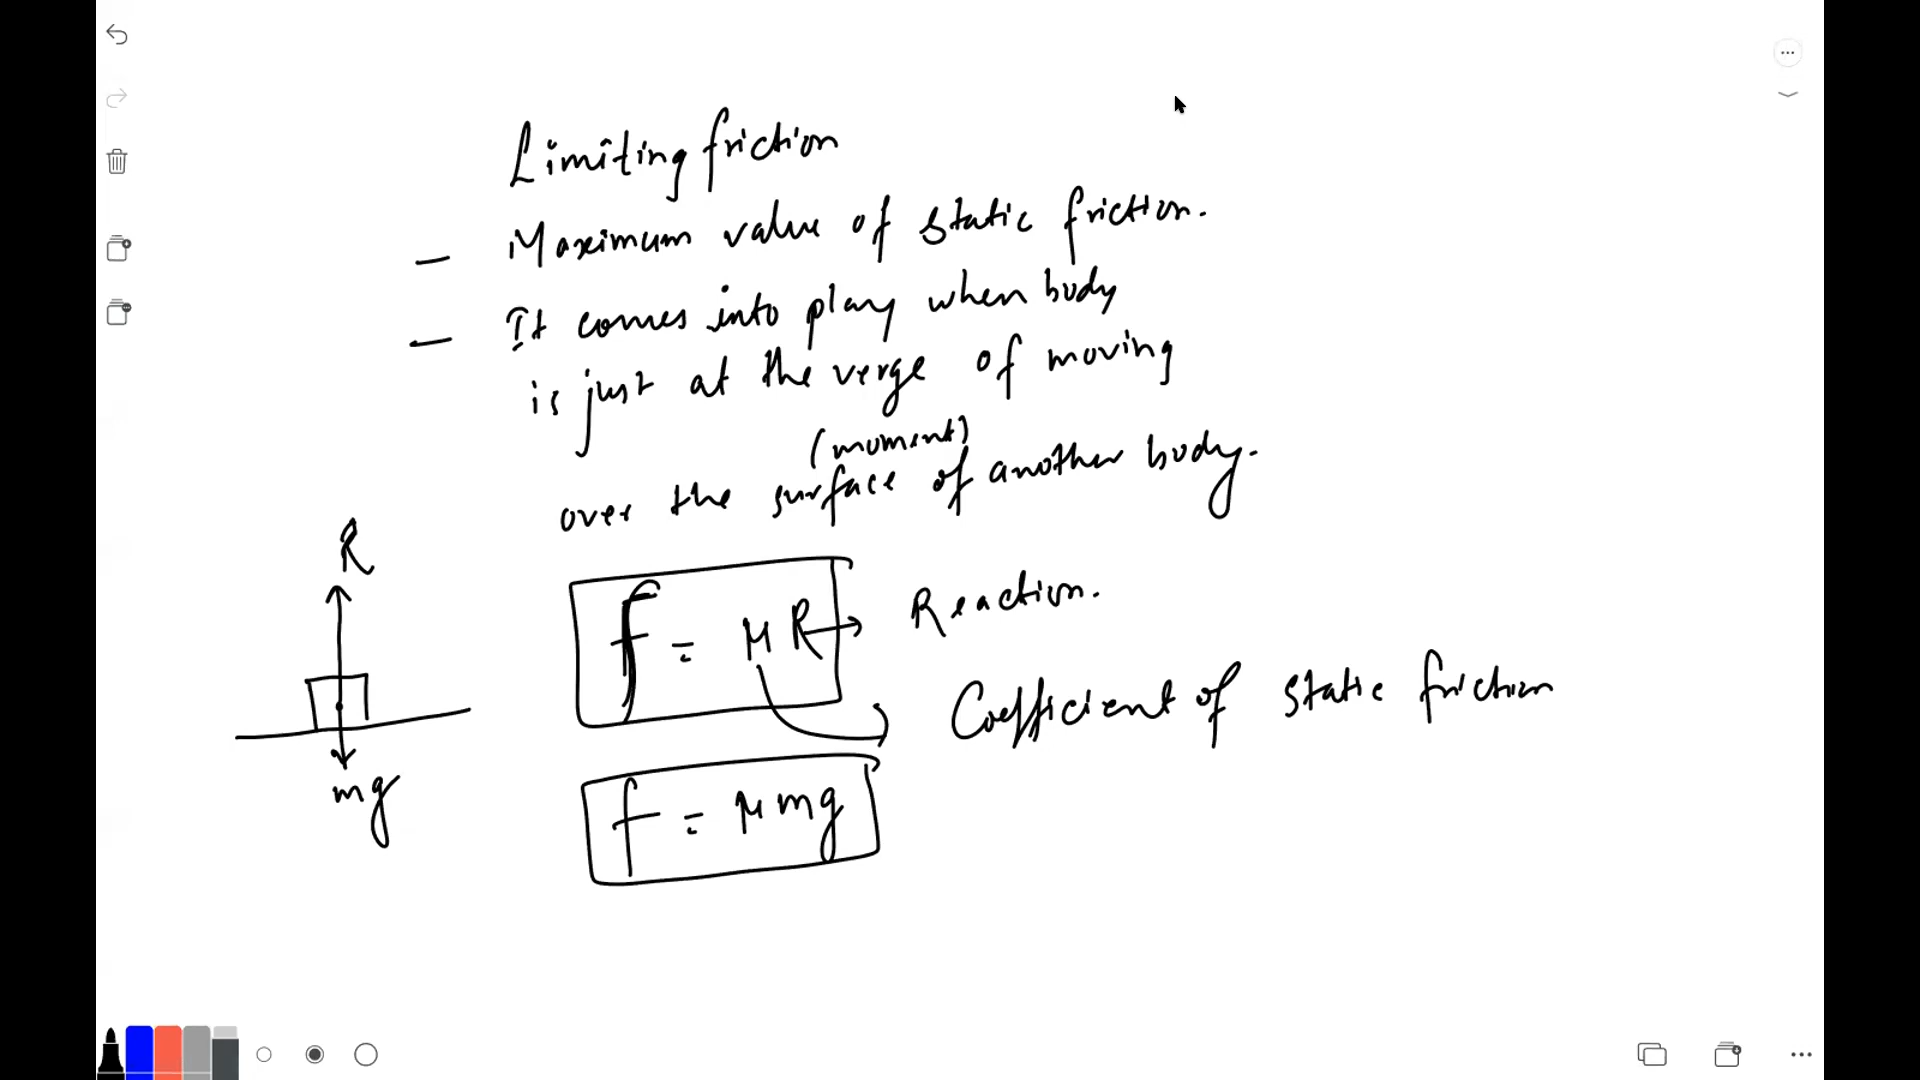 Limiting friction
— Maximum value of static friction.
— It comes into play when body
is just at the verge of moving
(moment)
over the surface of another body.
R
f = μR → Reaction.
Coefficient of static friction
mg
f = μmg